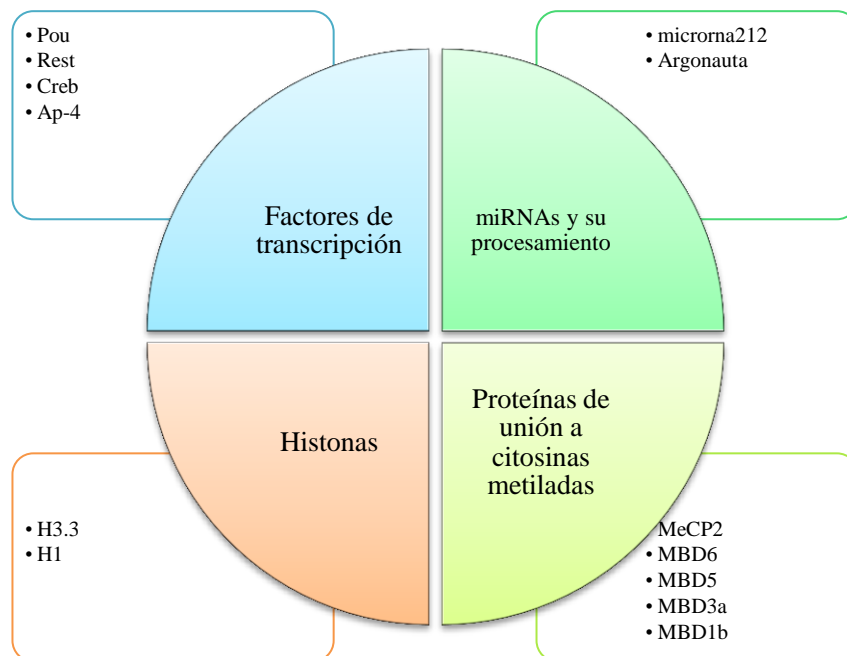 • Pou
• Rest
• Creb
• Ap-4
• microrna212
• Argonauta
Factores de
transcripción
miRNAs y su
procesamiento
Histonas
Proteínas de
unión a
citosinas
metiladas
• H3.3
• H1
MeCP2
• MBD6
• MBD5
• MBD3a
• MBD1b